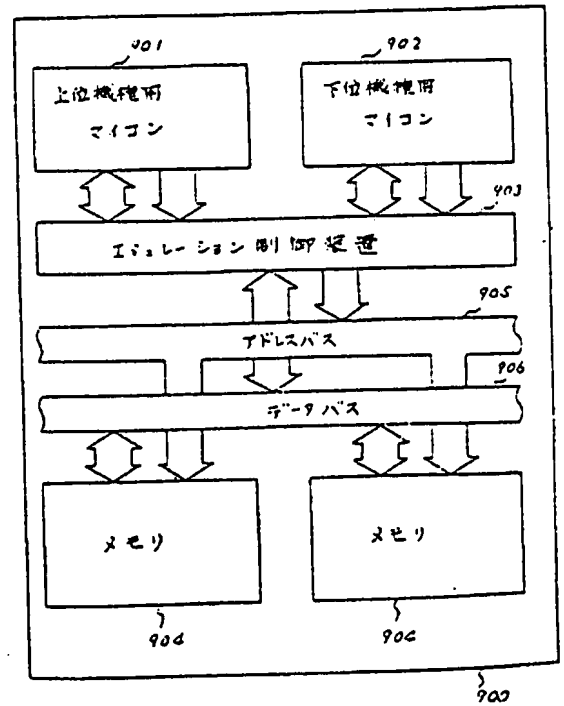 901
902
上位機種用
マイコン
下位機種用
マイコン
903
エミュレーション制御装置
905
アドレスバス
906
データバス
メモリ
メモリ
904
904
900